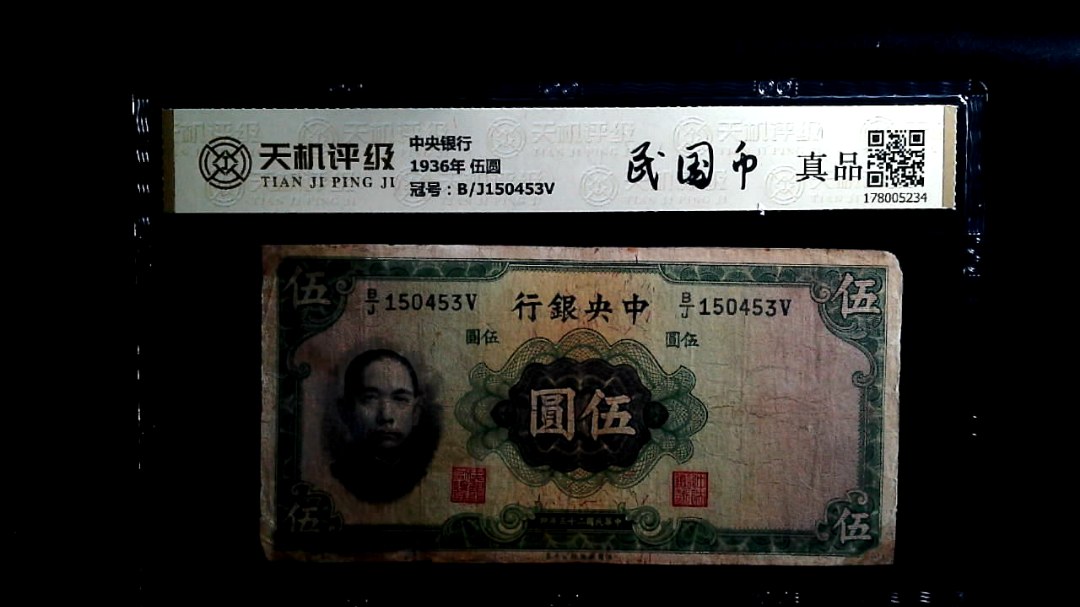 天机评级
TIAN JI PING JI
中央银行
1936年 伍圆
冠号：B/J150453V
民国币
真品
178005234
伍
B/J 150453V
行銀央中
B/J 150453V
伍
圓伍
圓伍
圓伍
伍
伍